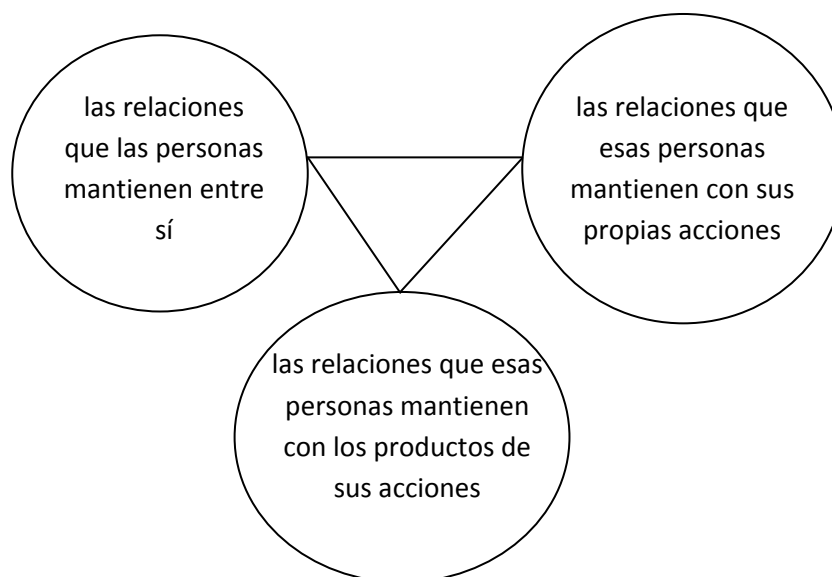 las relaciones
que las personas
mantienen entre
sí
las relaciones que
esas personas
mantienen con sus
propias acciones
las relaciones que esas
personas mantienen
con los productos de
sus acciones